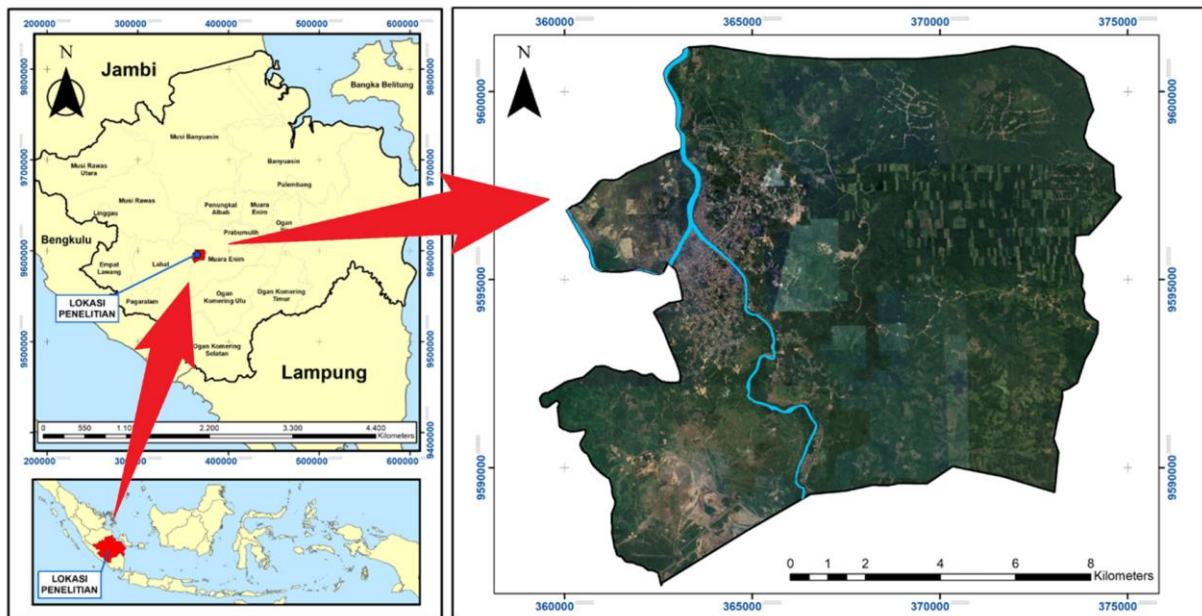 200000 300000 400000 500000 600000
N
Jambi
Bangka Belitung
Musi Banyuasin
Musi Rawas
Utara
Banyuasin
Palembang
Musi Rawas
Penungkal
Albab
Muara
Enim
Linggau
Ogan
Prabumulih
Bengkulu
Empat
Lawang
Lahat
Muara Enim
LOKASI
PENELITIAN
Pagaralam
Ogan
Komering Ulu
Ogan Komering
Timur
Ogan Komering
Selatan
Lampung
0 550 1.100 2.200 3.300 4.400
Kilometers
200000 300000 400000 500000 600000
9800000
9700000
9600000
9500000
9800000
9700000
9600000
9500000
9400000
LOKASI
PENELITIAN
360000 365000 370000 375000
N
9600000
9595000
9590000
9600000
9595000
9590000
0 1 2 4 6 8
Kilometers
360000 365000 370000 375000